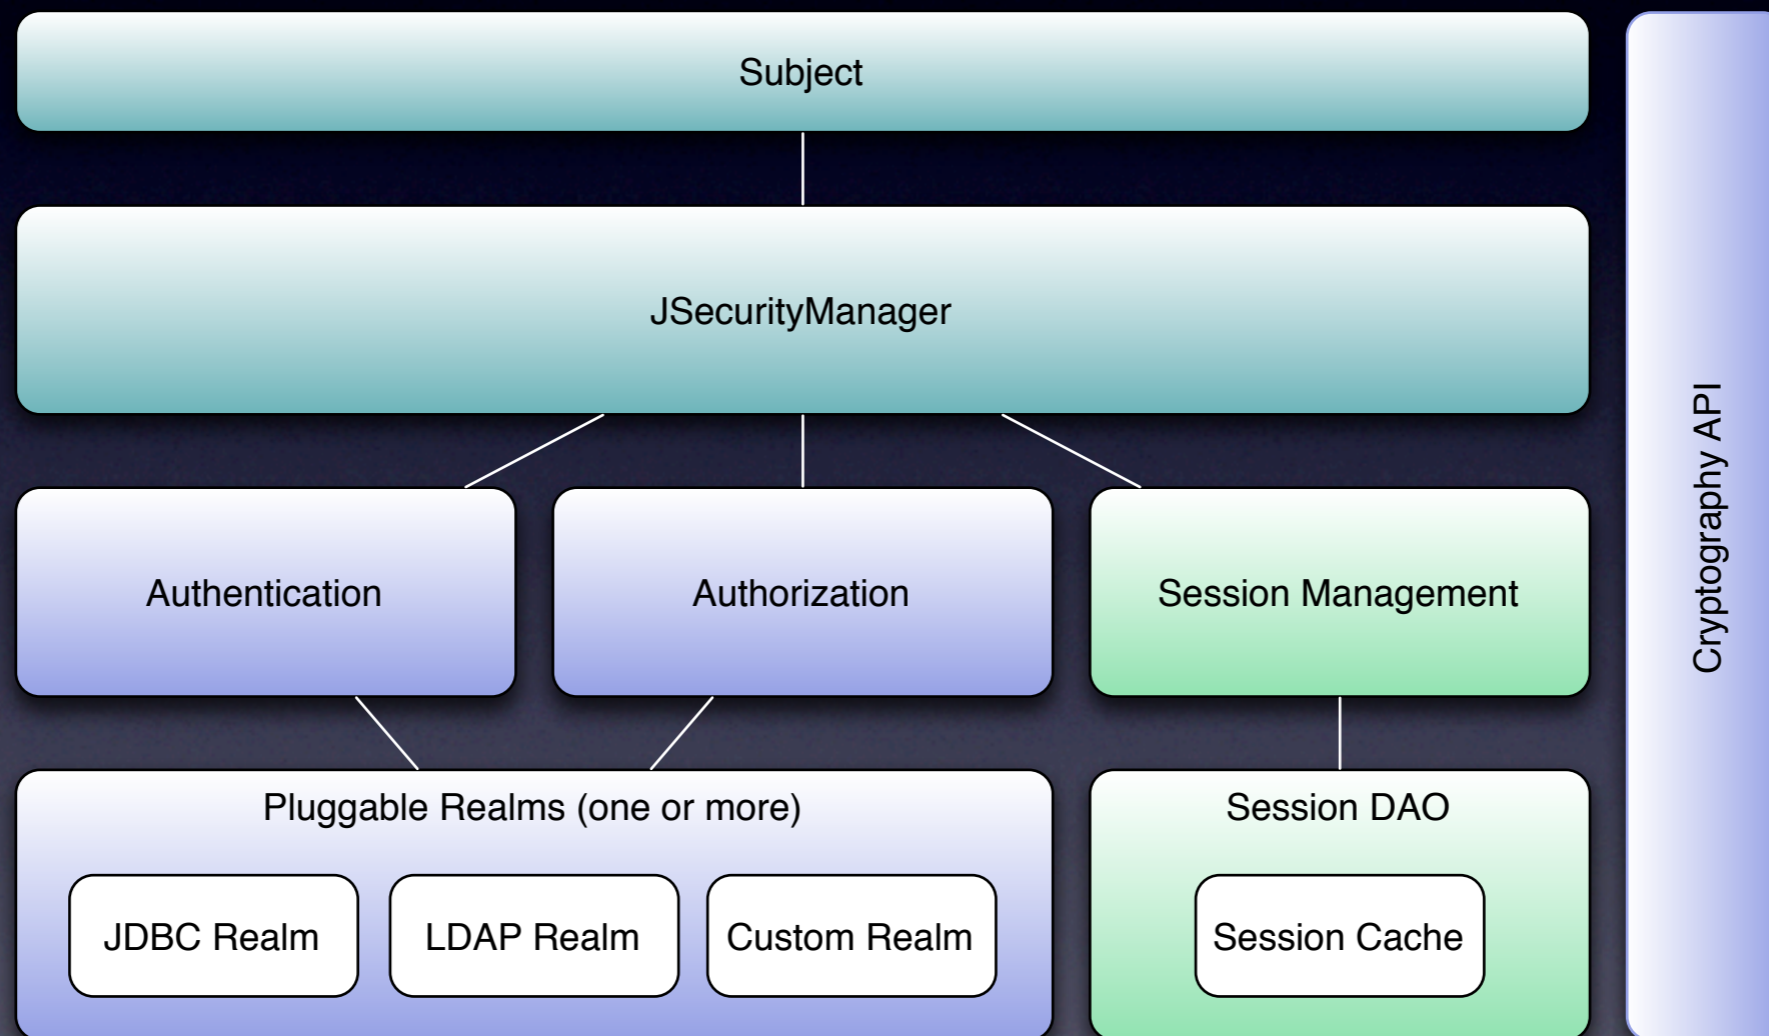 Subject
JSecurityManager
Authentication
Authorization
Session Management
Pluggable Realms (one or more)
JDBC Realm
LDAP Realm
Custom Realm
Session DAO
Session Cache
Cryptography API